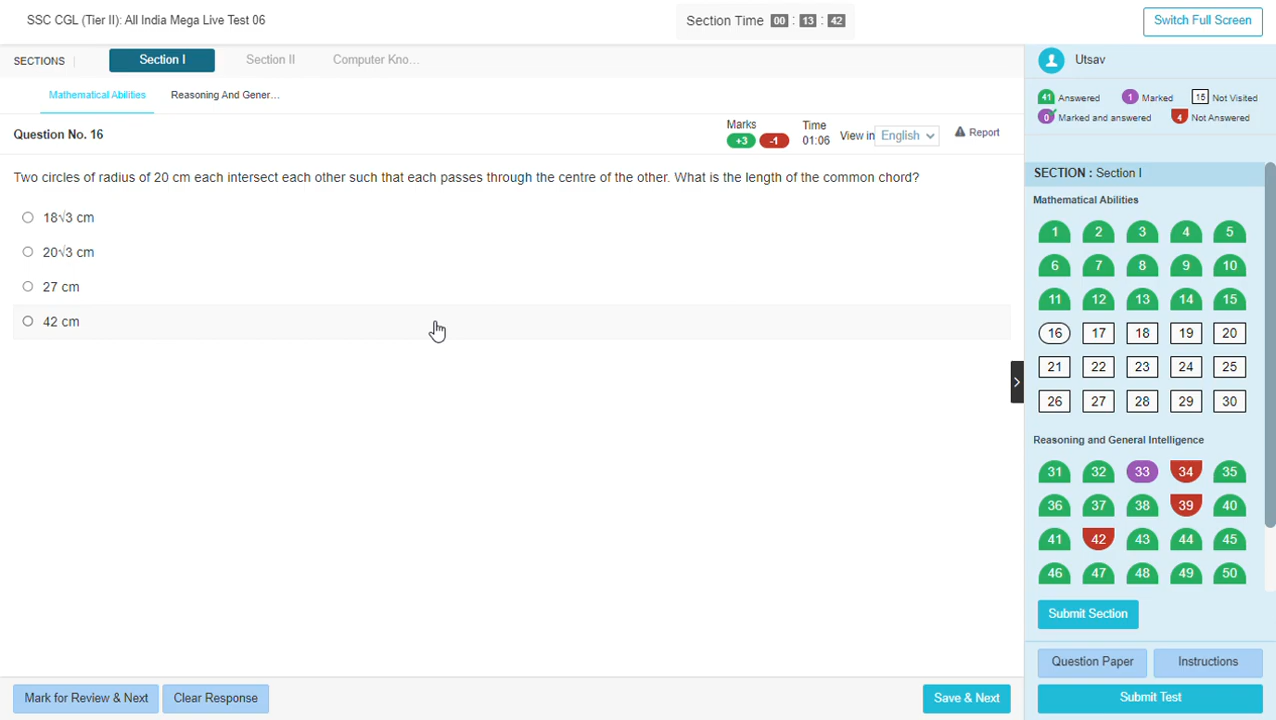 SSC CGL (Tier II): All India Mega Live Test 06
Section Time 00 : 13 : 42
Switch Full Screen
SECTIONS
Section I
Section II
Computer Kno...
Utsav
Mathematical Abilities
Reasoning And Gener...
41 Answered
1 Marked
15 Not Visited
0 Marked and answered
4 Not Answered
Question No. 16
Marks
+3 -1
Time
01:06
View in English
Report
Two circles of radius of 20 cm each intersect each other such that each passes through the centre of the other. What is the length of the common chord?
18√3 cm
20√3 cm
27 cm
42 cm
SECTION : Section I
Mathematical Abilities
1 2 3 4 5
6 7 8 9 10
11 12 13 14 15
16 17 18 19 20
21 22 23 24 25
26 27 28 29 30
Reasoning and General Intelligence
31 32 33 34 35
36 37 38 39 40
41 42 43 44 45
46 47 48 49 50
Submit Section
Question Paper
Instructions
Mark for Review & Next
Clear Response
Save & Next
Submit Test